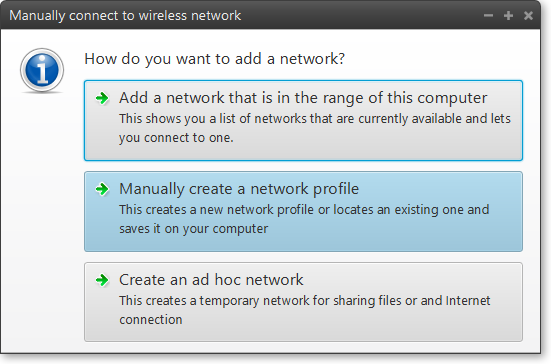 Manually connect to wireless network
How do you want to add a network?
Add a network that is in the range of this computer
This shows you a list of networks that are currently available and lets
you connect to one.
Manually create a network profile
This creates a new network profile or locates an existing one and
saves it on your computer
Create an ad hoc network
This creates a temporary network for sharing files or and Internet
connection